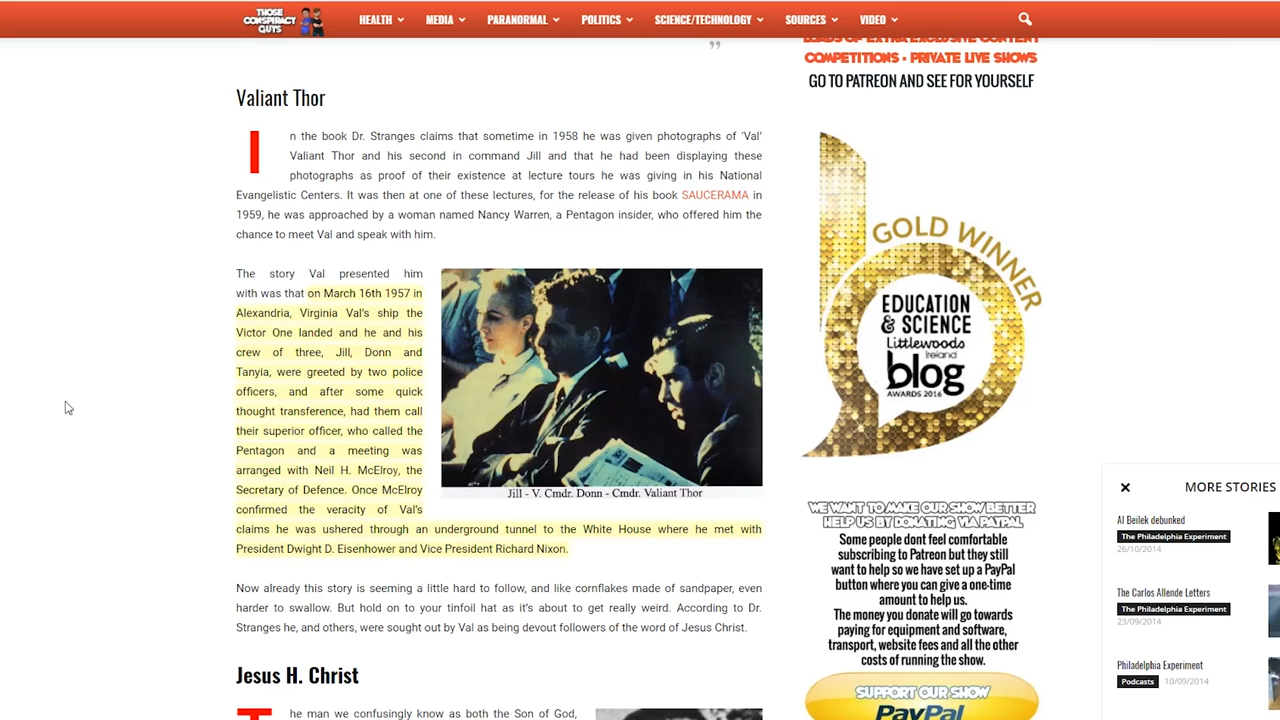 THOSE
CONSPIRACY
GUYS
HEALTH
MEDIA
PARANORMAL
POLITICS
SCIENCE/TECHNOLOGY
SOURCES
VIDEO
”
Valiant Thor
In the book Dr. Stranges claims that sometime in 1958 he was given photographs of ‘Val’
Valiant Thor and his second in command Jill and that he had been displaying these
photographs as proof of their existence at lecture tours he was giving in his National
Evangelistic Centers. It was then at one of these lectures, for the release of his book SAUCERAMA in
1959, he was approached by a woman named Nancy Warren, a Pentagon insider, who offered him the
chance to meet Val and speak with him.
The story Val presented him
with was that on March 16th 1957 in
Alexandria, Virginia Val’s ship the
Victor One landed and he and his
crew of three, Jill, Donn and
Tanyia, were greeted by two police
officers, and after some quick
thought transference, had them call
their superior officer, who called the
Pentagon and a meeting was
arranged with Neil H. McElroy, the
Secretary of Defence. Once McElroy
confirmed the veracity of Val’s
claims he was ushered through an underground tunnel to the White House where he met with
President Dwight D. Eisenhower and Vice President Richard Nixon.
Jill - V. Cmdr. Donn - Cmdr. Valiant Thor
Now already this story is seeming a little hard to follow, and like cornflakes made of sandpaper, even
harder to swallow. But hold on to your tinfoil hat as it’s about to get really weird. According to Dr.
Stranges he, and others, were sought out by Val as being devout followers of the word of Jesus Christ.
Jesus H. Christ
The man we confusingly know as both the Son of God,
LOADS OF EXTRA EXCLUSIVE CONTENT
COMPETITIONS - PRIVATE LIVE SHOWS
GO TO PATREON AND SEE FOR YOURSELF
GOLD WINNER
EDUCATION
& SCIENCE
Littlewoods
Ireland
blog
AWARDS 2016
WE WANT TO MAKE OUR SHOW BETTER
HELP US BY DONATING VIA PAYPAL
Some people dont feel comfortable
subscribing to Patreon but they still
want to help so we have set up a PayPal
button where you can give a one-time
amount to help us.
The money you donate will go towards
paying for equipment and software,
transport, website fees and all the other
costs of running the show.
SUPPORT OUR SHOW
PayPal
MORE STORIES
Al Beilek debunked
The Philadelphia Experiment
26/10/2014
The Carlos Allende Letters
The Philadelphia Experiment
23/09/2014
Philadelphia Experiment
Podcasts 10/09/2014